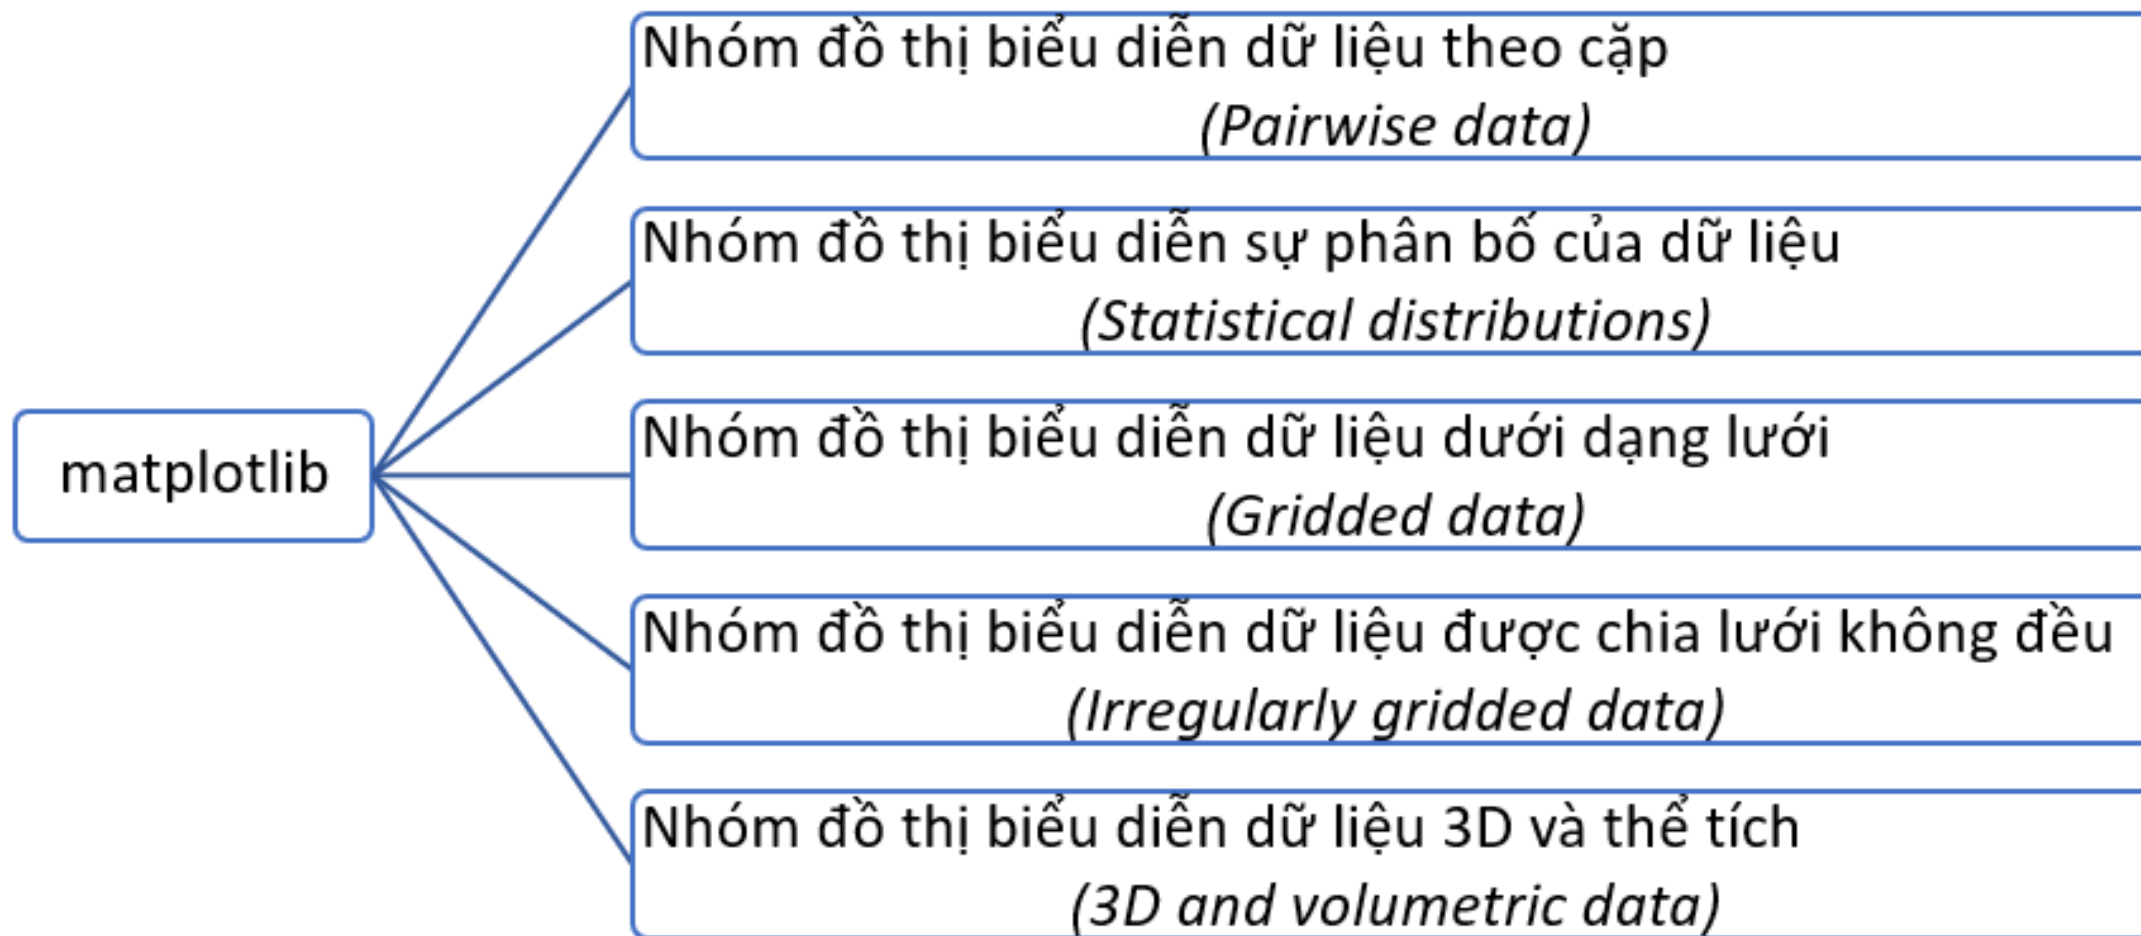 matplotlib
Nhóm đồ thị biểu diễn dữ liệu theo cặp
(Pairwise data)
Nhóm đồ thị biểu diễn sự phân bố của dữ liệu
(Statistical distributions)
Nhóm đồ thị biểu diễn dữ liệu dưới dạng lưới
(Gridded data)
Nhóm đồ thị biểu diễn dữ liệu được chia lưới không đều
(Irregularly gridded data)
Nhóm đồ thị biểu diễn dữ liệu 3D và thể tích
(3D and volumetric data)